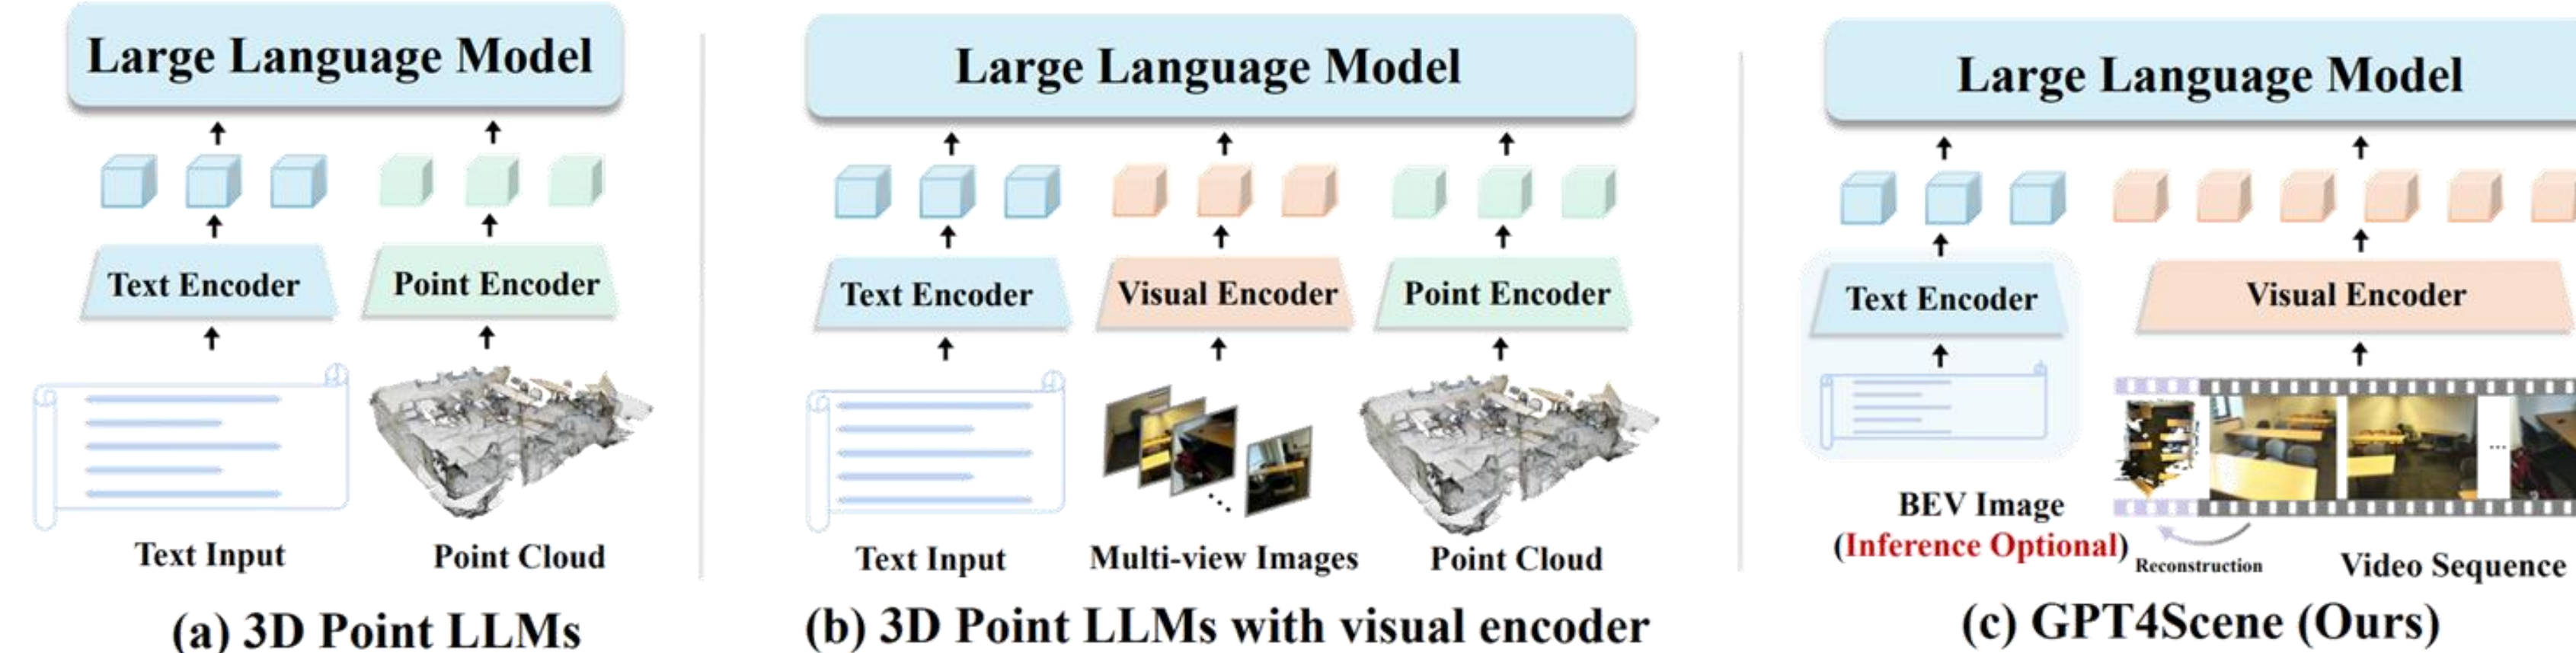 Large Language Model
Text Encoder
Point Encoder
Text Input
Point Cloud
(a) 3D Point LLMs
Large Language Model
Text Encoder
Visual Encoder
Point Encoder
Text Input
Multi-view Images
Point Cloud
(b) 3D Point LLMs with visual encoder
Large Language Model
Text Encoder
Visual Encoder
...
BEV Image
(Inference Optional)
Reconstruction
Video Sequence
(c) GPT4Scene (Ours)